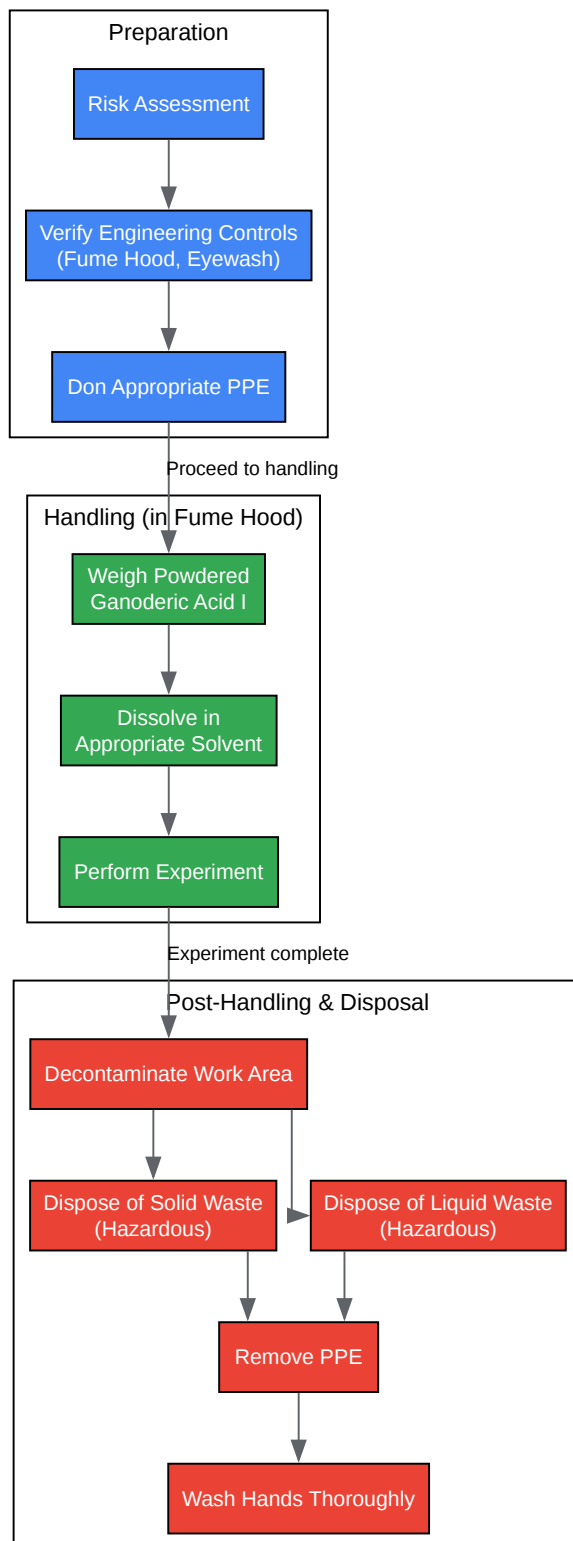 Preparation
Risk Assessment
Verify Engineering Controls
(Fume Hood, Eyewash)
Don Appropriate PPE
Proceed to handling
Handling (in Fume Hood)
Weigh Powdered
Ganoderic Acid I
Dissolve in
Appropriate Solvent
Perform Experiment
Experiment complete
Post-Handling & Disposal
Decontaminate Work Area
Dispose of Solid Waste
(Hazardous)
Dispose of Liquid Waste
(Hazardous)
Remove PPE
Wash Hands Thoroughly